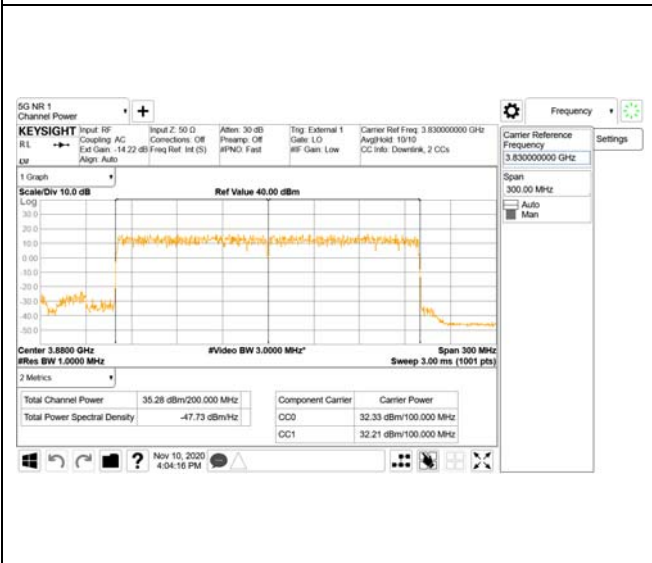 5G NR 1
Channel Power
Frequency
KEYSIGHT
RL
Input: RF
Coupling: AC
Ext Gain: -14.22 dB
Align: Auto
Input Z: 50 Ω
Corrections: Off
Freq Ref: Int (S)
Atten: 30 dB
Preamp: Off
#PNO: Fast
Trig: External 1
Gate: LO
#IF Gain: Low
Carrier Ref Freq: 3.830000000 GHz
Avg|Hold: 10/10
CC Info: Downlink, 2 CCs
Carrier Reference
Frequency
3.830000000 GHz
Settings
Span
300.00 MHz
Auto
Man
1 Graph
Scale/Div 10.0 dB
Ref Value 40.00 dBm
Log
30.0
20.0
10.0
0.00
-10.0
-20.0
-30.0
-40.0
-50.0
Center 3.8800 GHz
#Video BW 3.0000 MHz*
Span 300 MHz
#Res BW 1.0000 MHz
Sweep 3.00 ms (1001 pts)
2 Metrics
Total Channel Power 35.28 dBm/200.000 MHz
Total Power Spectral Density -47.73 dBm/Hz
Component Carrier Carrier Power
CC0 32.33 dBm/100.000 MHz
CC1 32.21 dBm/100.000 MHz
?
Nov 10, 2020
4:04:16 PM